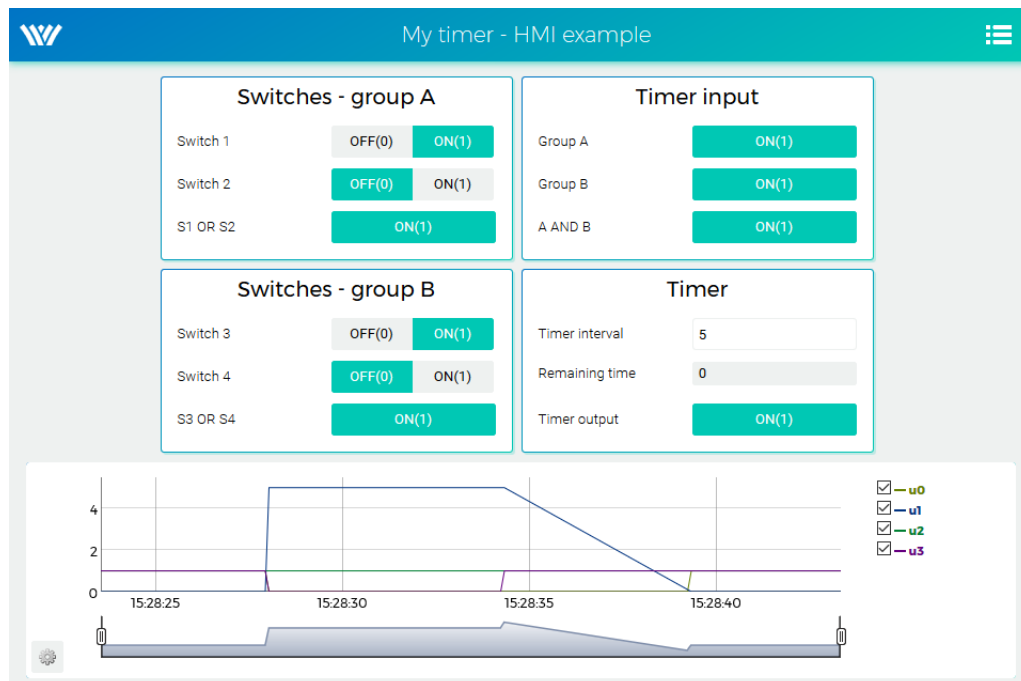 My timer - HMI example
Switches - group A
Switch 1 OFF(0) ON(1)
Switch 2 OFF(0) ON(1)
S1 OR S2 ON(1)
Timer input
Group A ON(1)
Group B ON(1)
A AND B ON(1)
Switches - group B
Switch 3 OFF(0) ON(1)
Switch 4 OFF(0) ON(1)
S3 OR S4 ON(1)
Timer
Timer interval 5
Remaining time 0
Timer output ON(1)
4
2
0
15:28:25 15:28:30 15:28:35 15:28:40
u0
u1
u2
u3